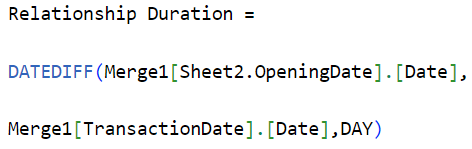 Relationship Duration =
DATEDIFF(Merge1[Sheet2.OpeningDate].[Date],
Merge1[TransactionDate].[Date],DAY)